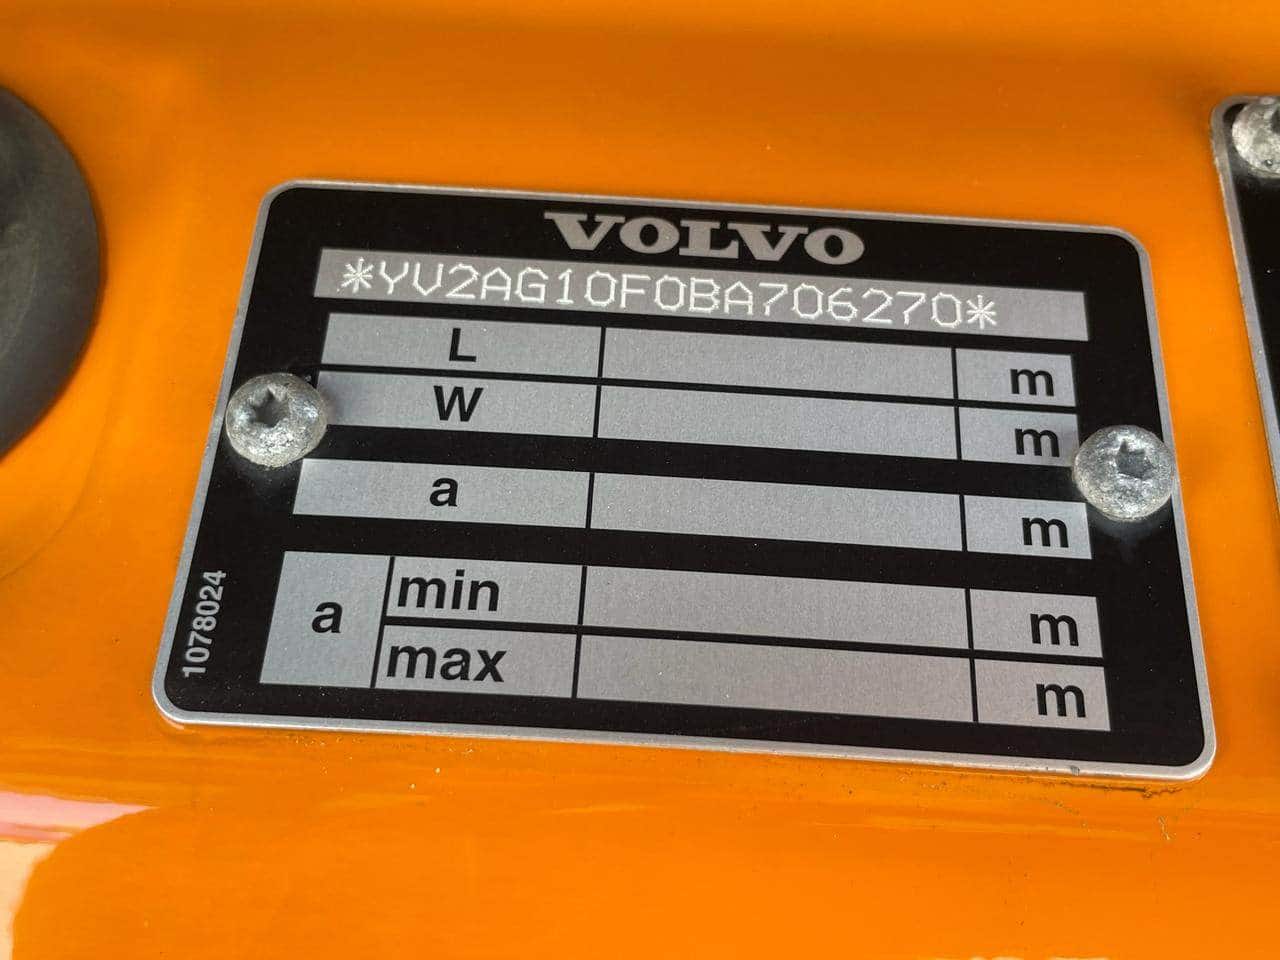 VOLVO
*YV2AG10F0BA706270*
L m
W m
a m
a min m
max m
1078024